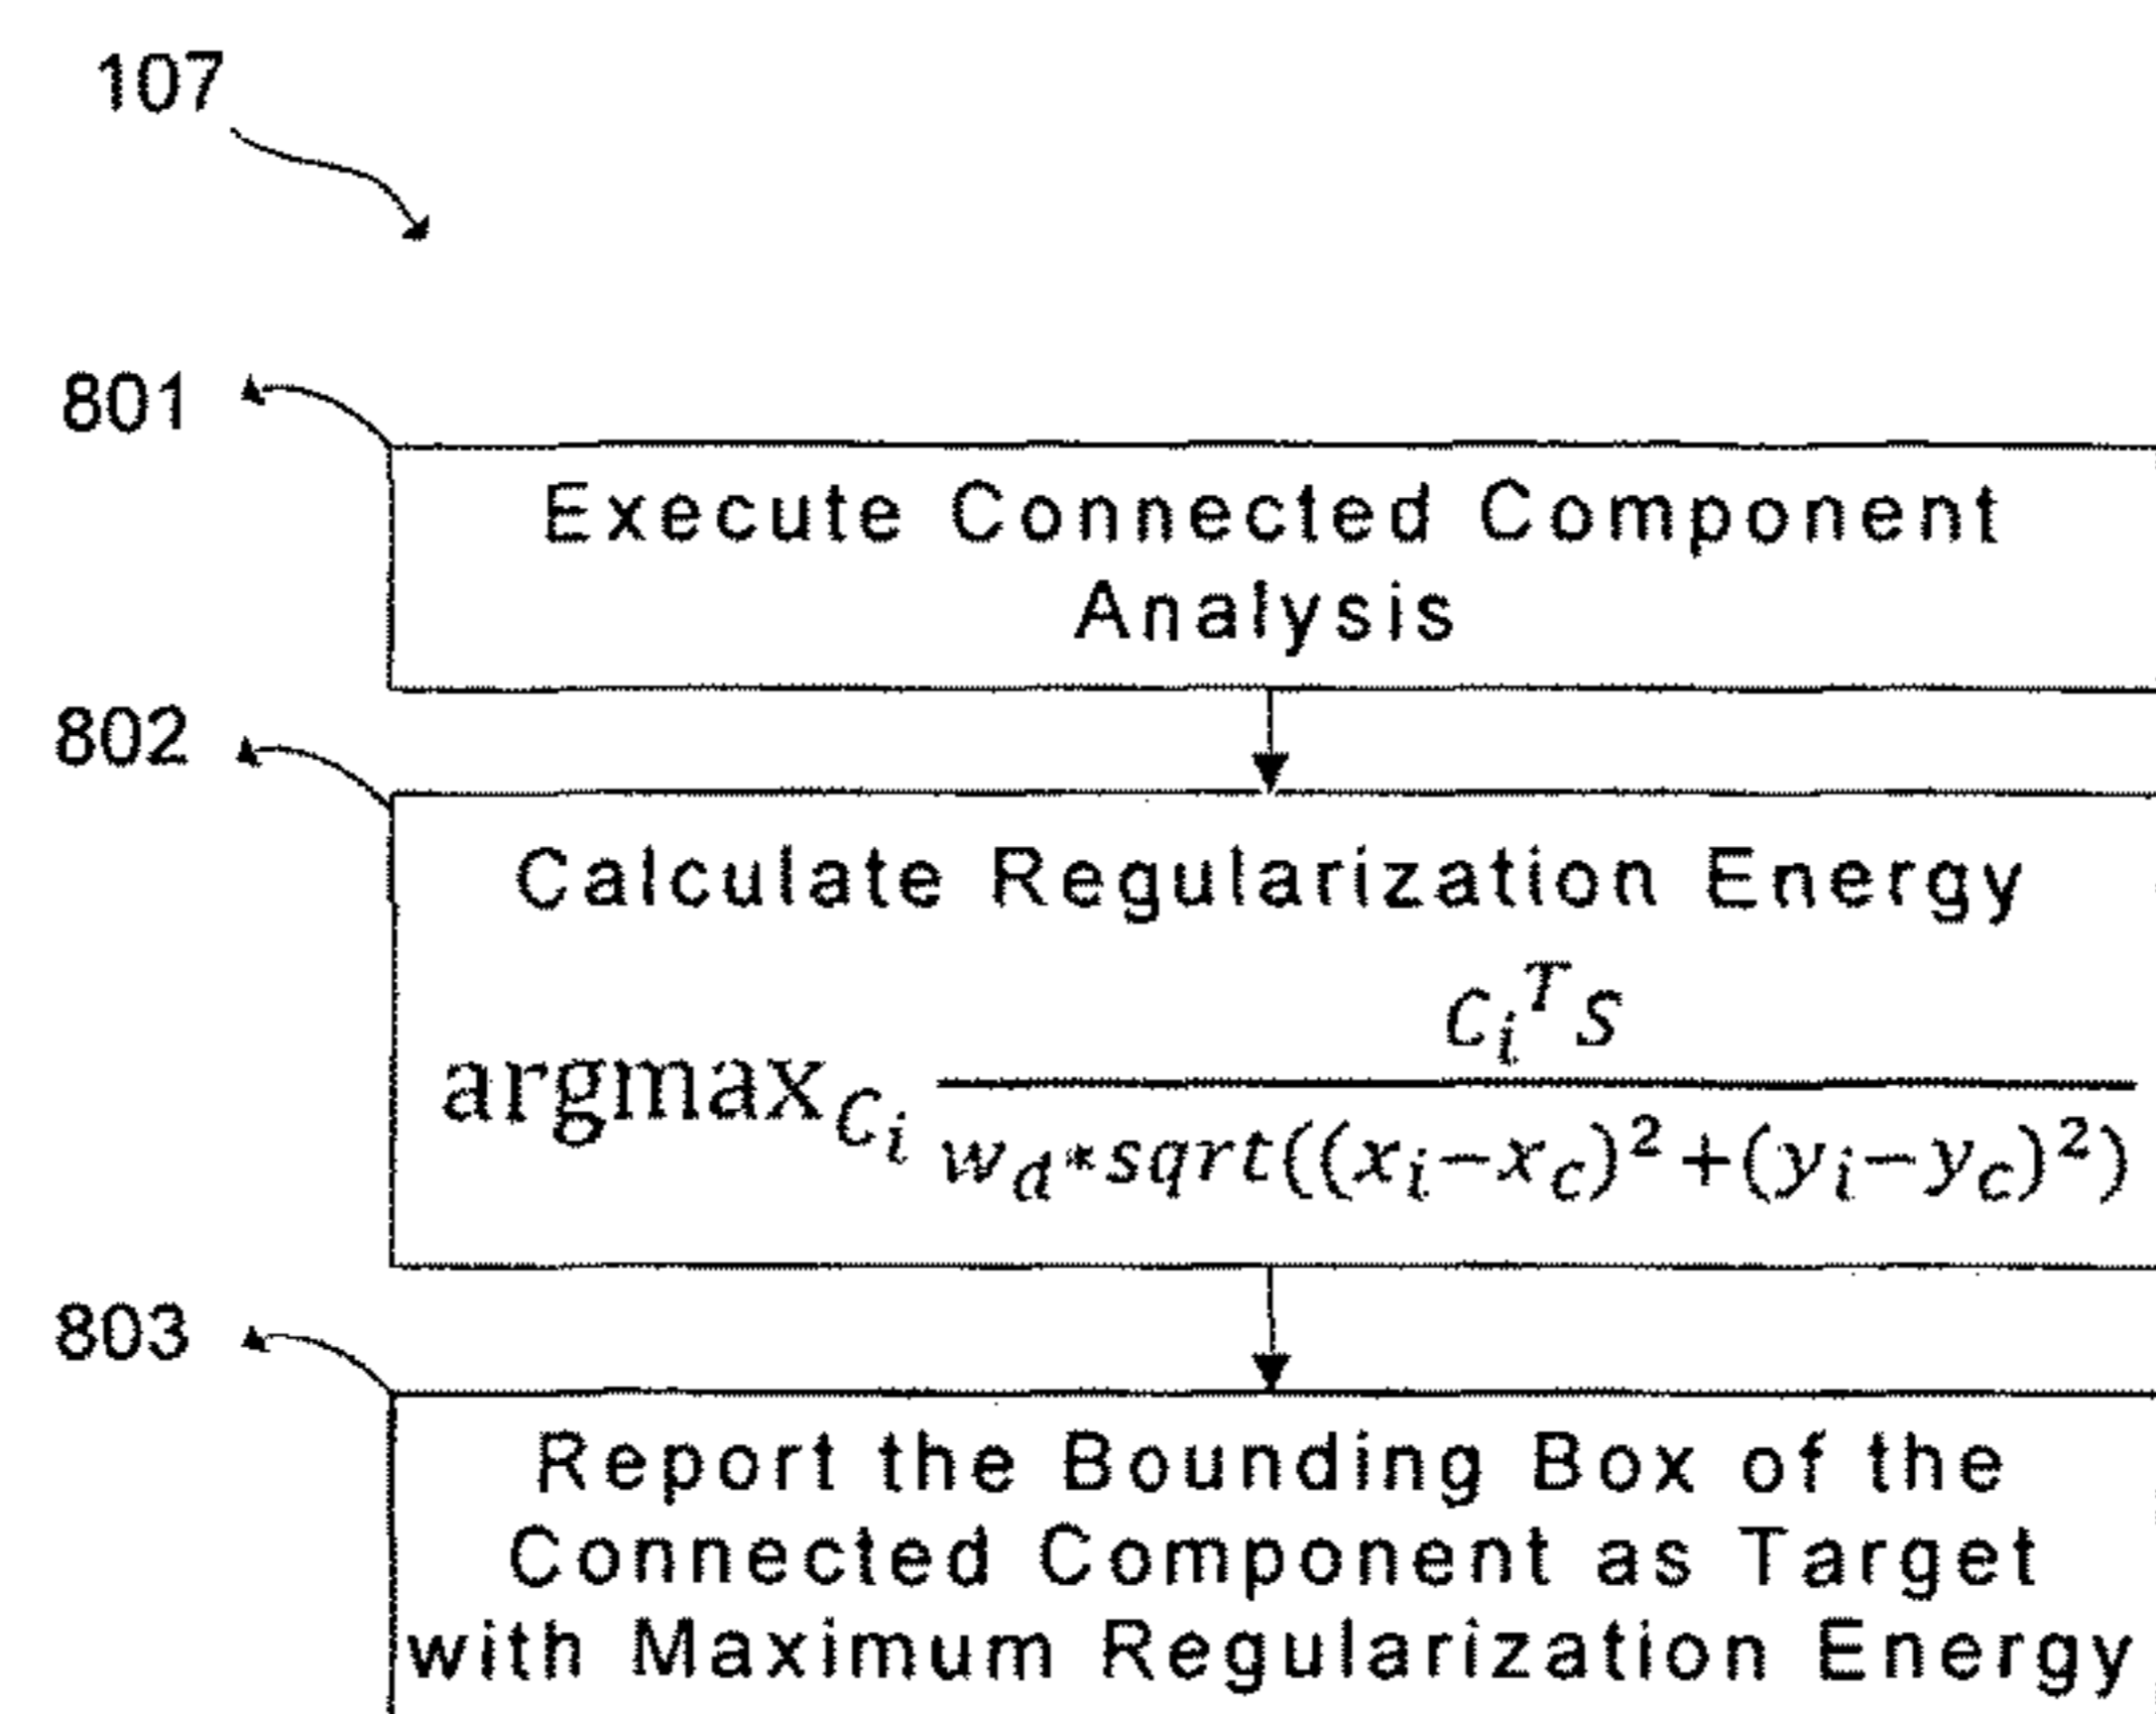 107
801
Execute Connected Component
Analysis
802
Calculate Regularization Energy
argmax_{C_i} \frac{C_i^T S}{w_d*sqrt((x_i-x_c)^2+(y_i-y_c)^2)}
803
Report the Bounding Box of the
Connected Component as Target
with Maximum Regularization Energy